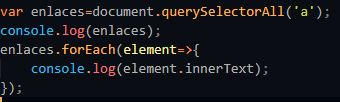 var enlaces=document.querySelectorAll('a');
console.log(enlaces);
enlaces.forEach(element=>{
    console.log(element.innerText);
});